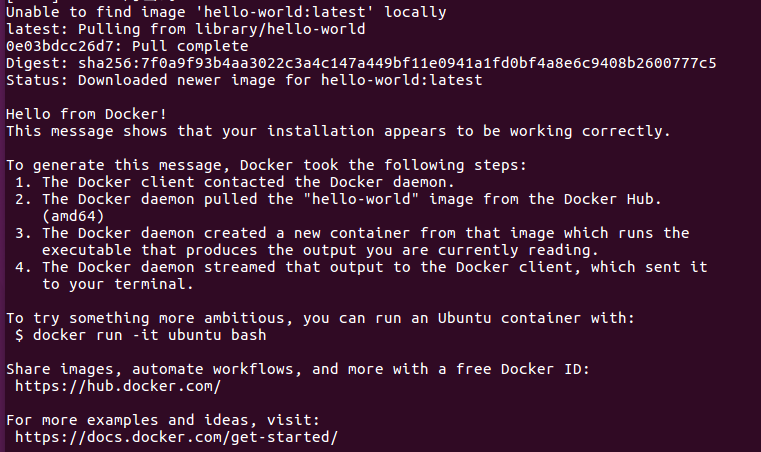 Unable to find image 'hello-world:latest' locally
latest: Pulling from library/hello-world
0e03bdcc26d7: Pull complete
Digest: sha256:7f0a9f93b4aa3022c3a4c147a449bf11e0941a1fd0bf4a8e6c9408b2600777c5
Status: Downloaded newer image for hello-world:latest

Hello from Docker!
This message shows that your installation appears to be working correctly.

To generate this message, Docker took the following steps:
 1. The Docker client contacted the Docker daemon.
 2. The Docker daemon pulled the "hello-world" image from the Docker Hub.
    (amd64)
 3. The Docker daemon created a new container from that image which runs the
    executable that produces the output you are currently reading.
 4. The Docker daemon streamed that output to the Docker client, which sent it
    to your terminal.

To try something more ambitious, you can run an Ubuntu container with:
 $ docker run -it ubuntu bash

Share images, automate workflows, and more with a free Docker ID:
 https://hub.docker.com/

For more examples and ideas, visit:
 https://docs.docker.com/get-started/